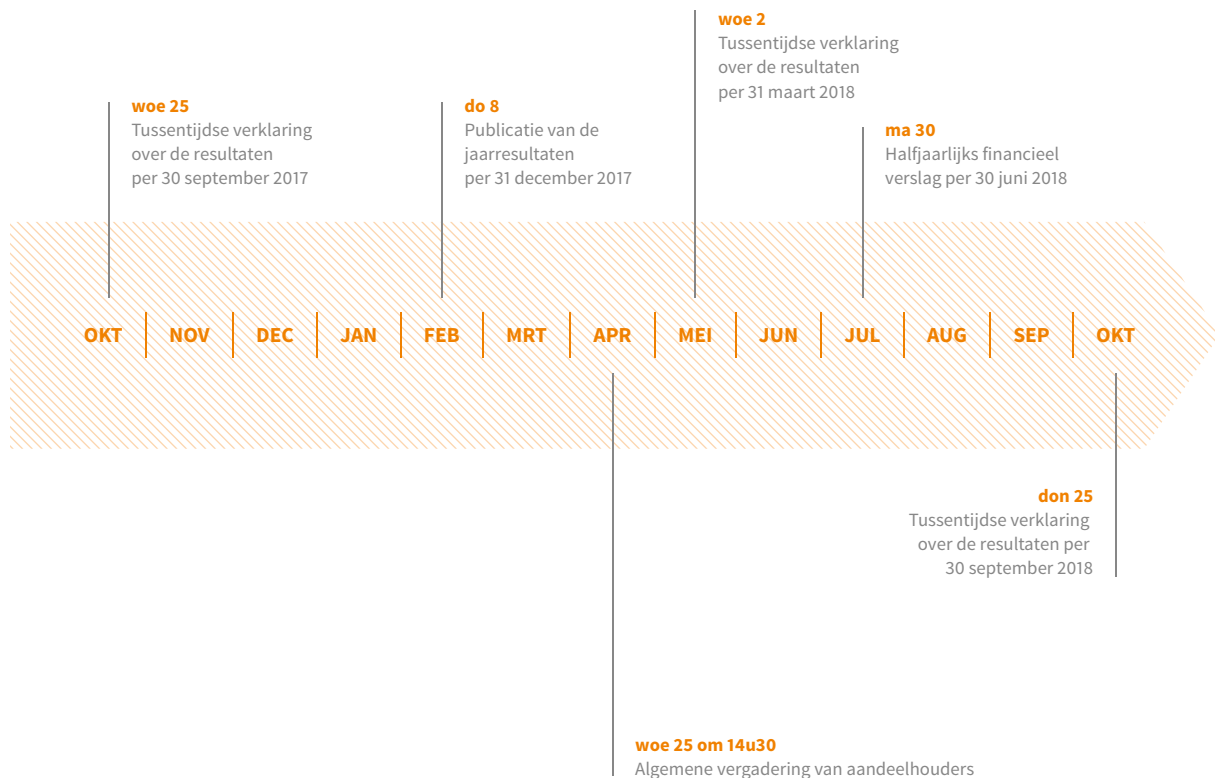 woe 2
Tussentijdse verklaring
over de resultaten
per 31 maart 2018
woe 25
Tussentijdse verklaring
over de resultaten
per 30 september 2017
do 8
Publicatie van de
jaarresultaten
per 31 december 2017
ma 30
Halfjaarlijks financieel
verslag per 30 juni 2018
OKT NOV DEC JAN FEB MRT APR MEI JUN JUL AUG SEP OKT
don 25
Tussentijdse verklaring
over de resultaten per
30 september 2018
woe 25 om 14u30
Algemene vergadering van aandeelhouders